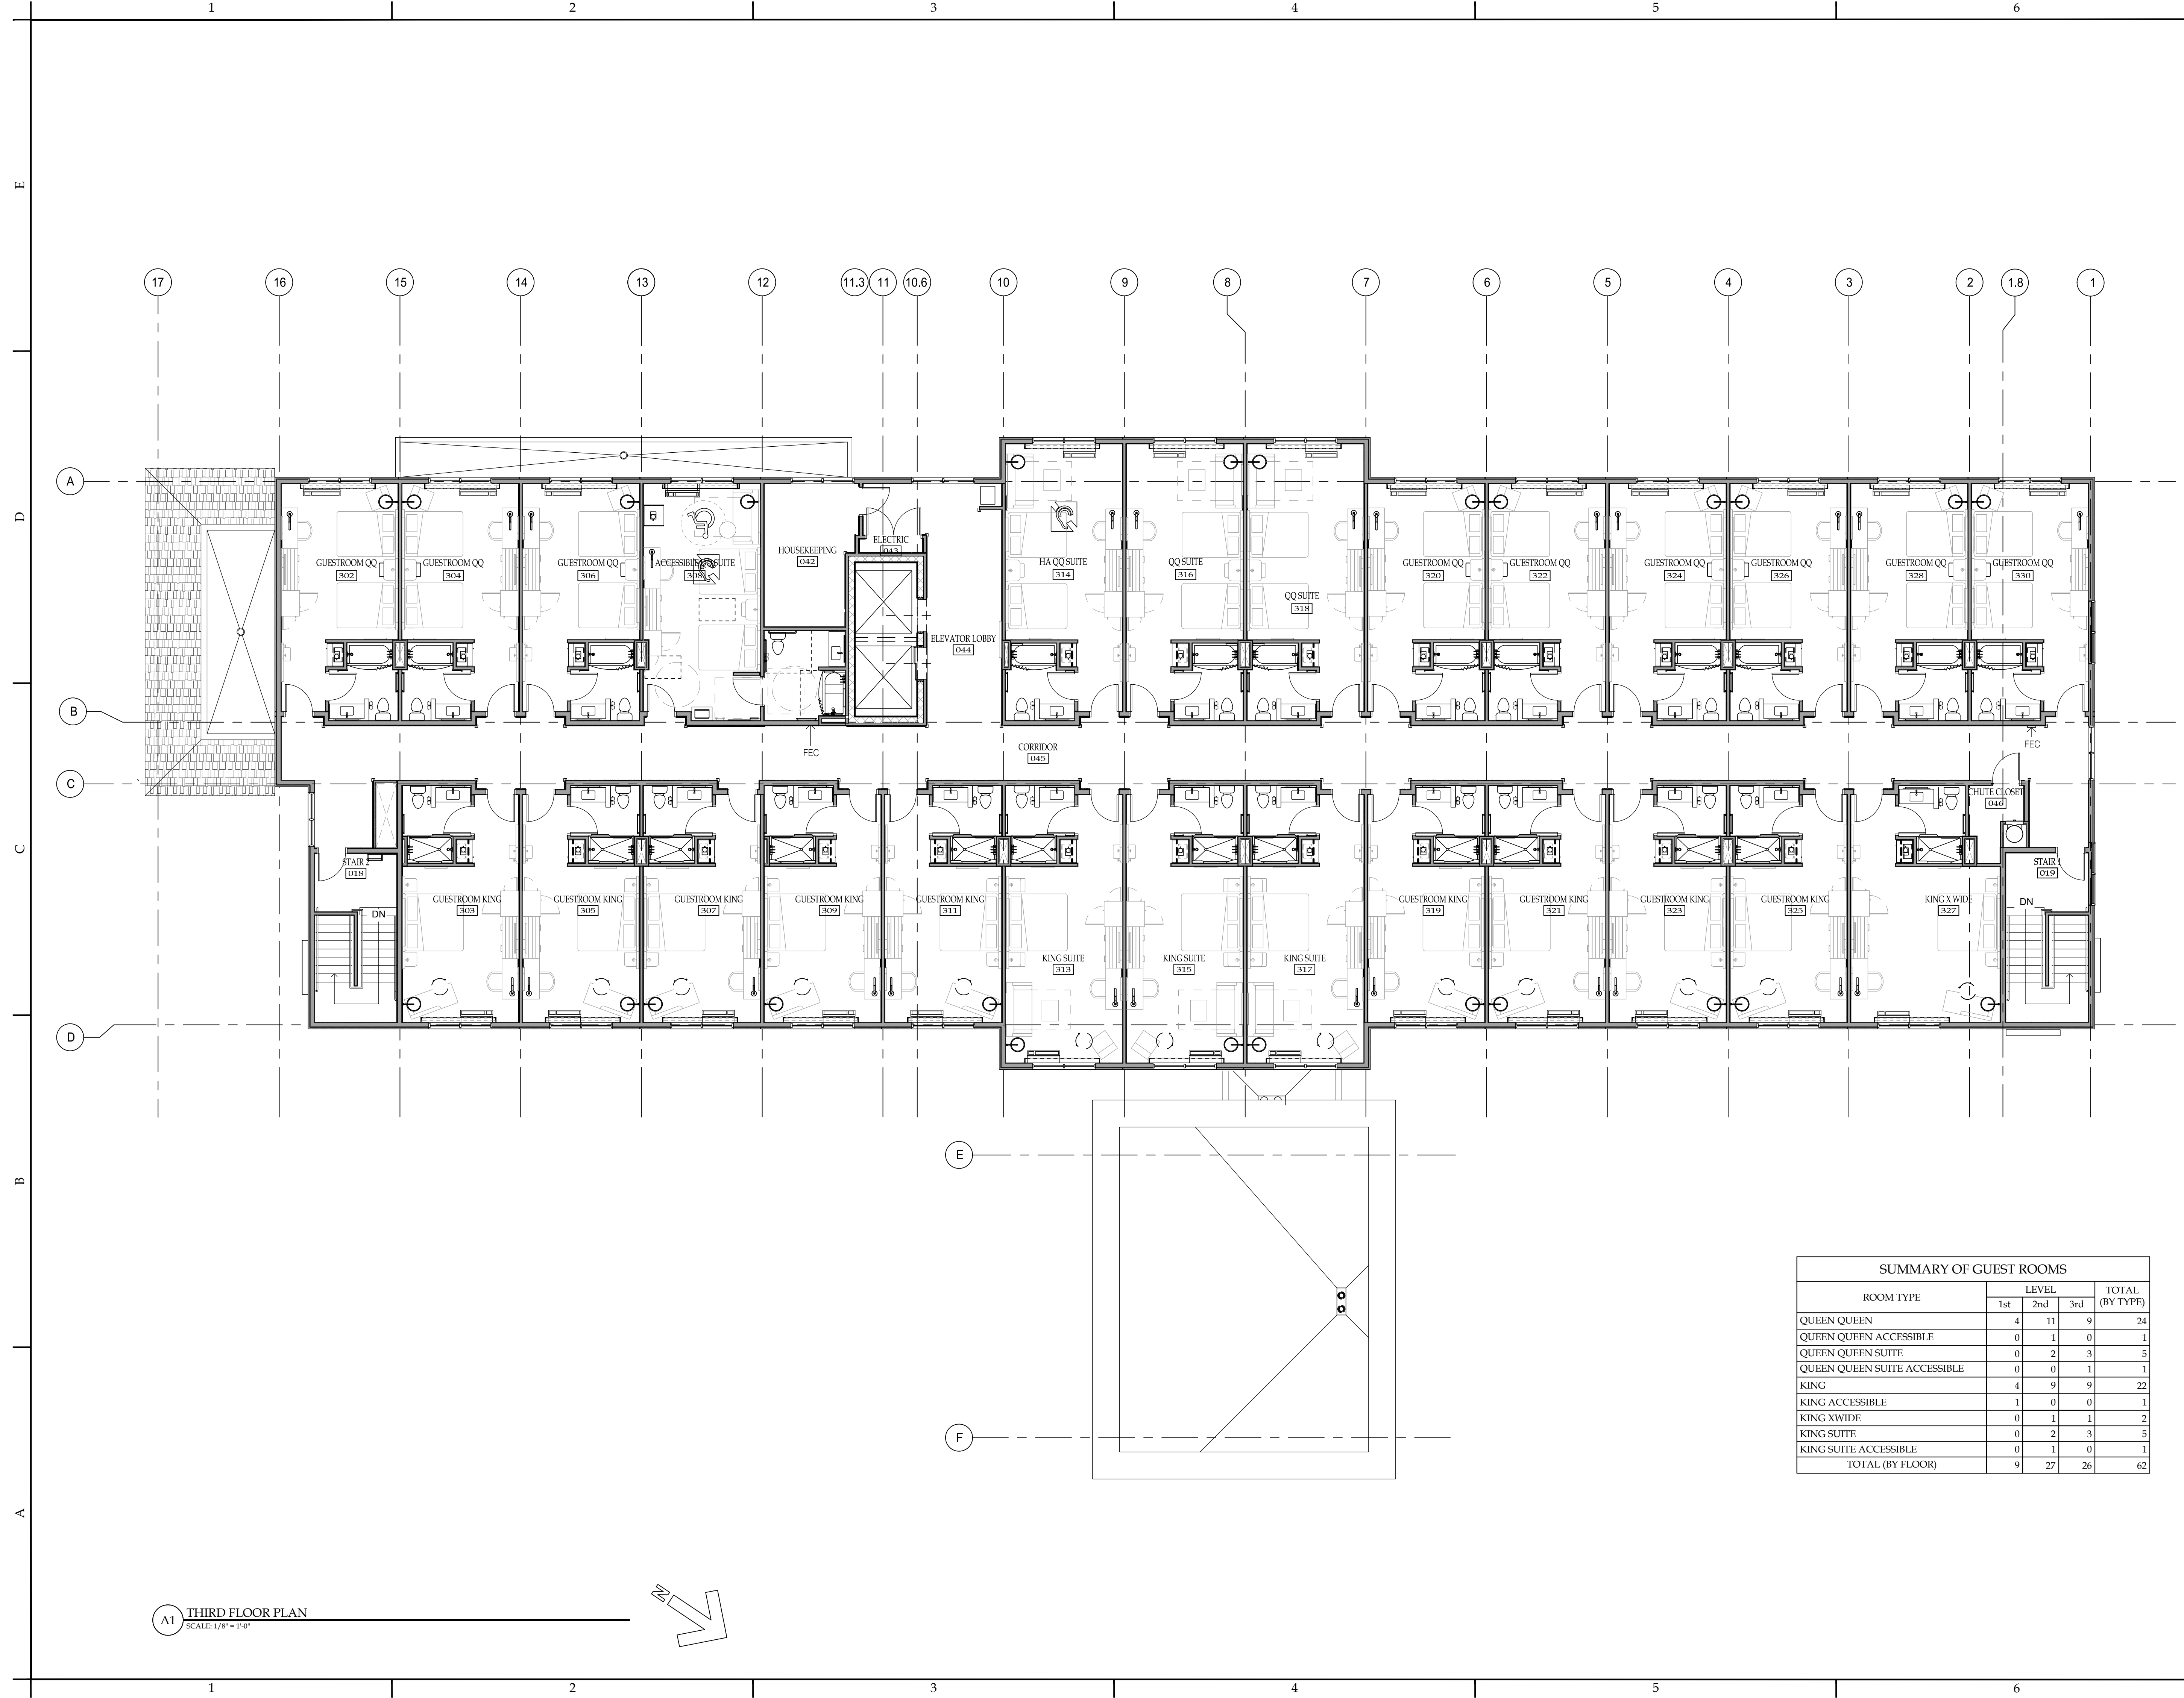 1 2 3 4 5 6
E
17 16 15 14 13 12 11.3 11 10.6 10 9 8 7 6 5 4 3 2 1.8 1
A
D
GUESTROOM QQ
302
GUESTROOM QQ
304
GUESTROOM QQ
306
308
HOUSEKEEPING
042
ELECTRIC
043
ELEVATOR LOBBY
044
HA QQ SUITE
314
QQ SUITE
316
QQ SUITE
318
GUESTROOM QQ
320
GUESTROOM QQ
322
GUESTROOM QQ
324
GUESTROOM QQ
326
GUESTROOM QQ
328
GUESTROOM QQ
330
B
FEC
CORRIDOR
045
FEC
C
CHUTE CLOSET
046
C
STAIR 2
018
DN
GUESTROOM KING
303
GUESTROOM KING
305
GUESTROOM KING
307
GUESTROOM KING
309
GUESTROOM KING
311
KING SUITE
313
KING SUITE
315
KING SUITE
317
GUESTROOM KING
319
GUESTROOM KING
321
GUESTROOM KING
323
GUESTROOM KING
325
KING X WIDE
327
STAIR 1
019
DN
D
E
B
F
SUMMARY OF GUEST ROOMS
ROOM TYPE LEVEL TOTAL
1st 2nd 3rd (BY TYPE)
QUEEN QUEEN 4 11 9 24
QUEEN QUEEN ACCESSIBLE 0 1 0 1
QUEEN QUEEN SUITE 0 2 3 5
QUEEN QUEEN SUITE ACCESSIBLE 0 0 1 1
KING 4 9 9 22
KING ACCESSIBLE 1 0 0 1
KING XWIDE 0 1 1 2
KING SUITE 0 2 3 5
KING SUITE ACCESSIBLE 0 1 0 1
TOTAL (BY FLOOR) 9 27 26 62
A
A1 THIRD FLOOR PLAN
SCALE: 1/8" = 1'-0"
N
1 2 3 4 5 6